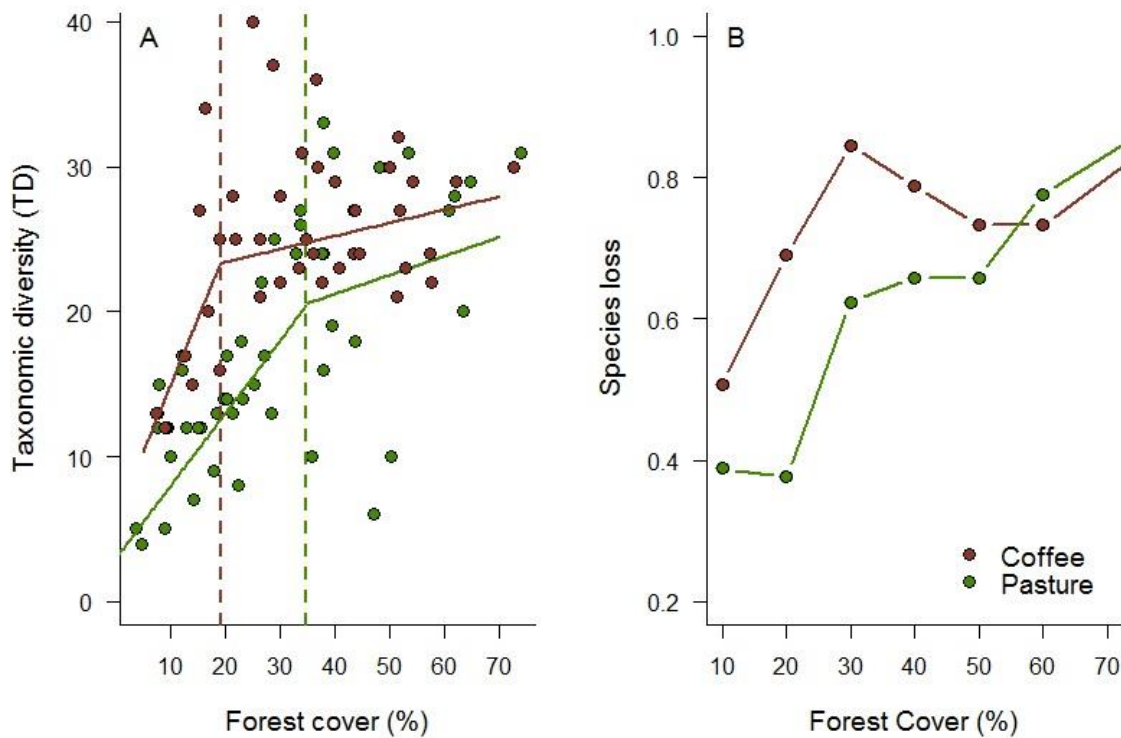 A
Taxonomic diversity (TD)
40
30
20
10
0
10 20 30 40 50 60 70
Forest cover (%)
B
Species loss
1.0
0.8
0.6
0.4
0.2
Coffee
Pasture
10 20 30 40 50 60 70
Forest Cover (%)